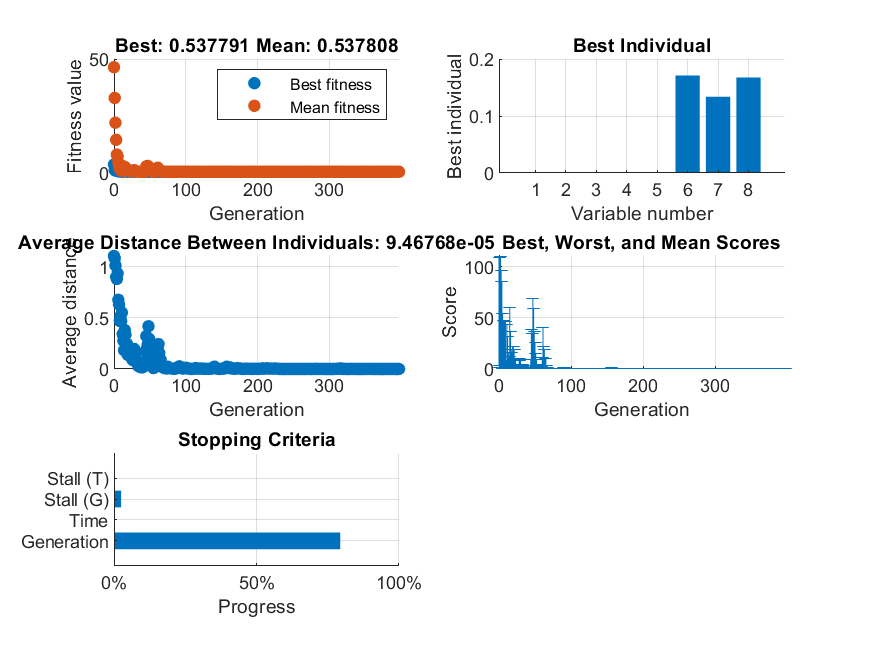 Best: 0.537791 Mean: 0.537808
Fitness value
50
0
Best fitness
Mean fitness
0 100 200 300
Generation
Best Individual
Best individual
0.2
0.1
0
1 2 3 4 5 6 7 8
Variable number
Average Distance Between Individuals: 9.46768e-05
Average distance
1
0.5
0
0 100 200 300
Generation
Best, Worst, and Mean Scores
Score
100
50
0
0 100 200 300
Generation
Stopping Criteria
Stall (T)
Stall (G)
Time
Generation
0% 50% 100%
Progress